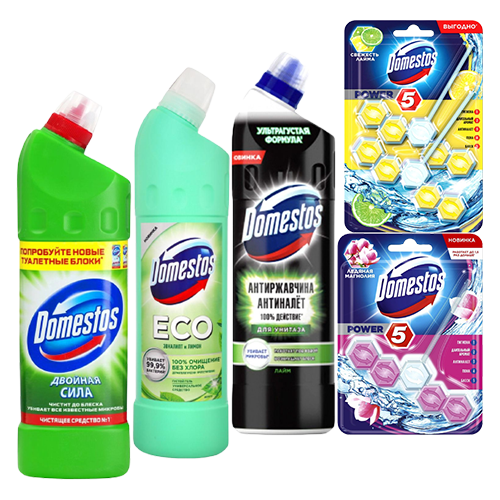 ПОПРОБУЙТЕ НОВЫЕ
ТУАЛЕТНЫЕ БЛОКИ
Domestos
ДВОЙНАЯ
СИЛА
ЧИСТИТ ДО БЛЕСКА
УБИВАЕТ ВСЕ ИЗВЕСТНЫЕ МИКРОБЫ
ЧИСТЯЩЕЕ СРЕДСТВО №1
Domestos
ECO
ЭВКАЛИПТ и ЛИМОН
УБИВАЕТ
99,9%
БАКТЕРИЙ
100% ОЧИЩЕНИЕ
БЕЗ ХЛОРА
УЛЬТРАГУСТАЯ
ФОРМУЛА
Domestos
АНТИРЖАВЧИНА
АНТИНАЛЁТ
100% ДЕЙСТВИЕ
ДЛЯ УНИТАЗА
УБИВАЕТ
МИКРОБЫ
ЛАЙМ
ВЫГОДНО
СВЕЖЕСТЬ
ЛАЙМА
Domestos
POWER 5
НОВИНКА
ЛЕДЯНАЯ
МАГНОЛИЯ
Domestos
POWER 5